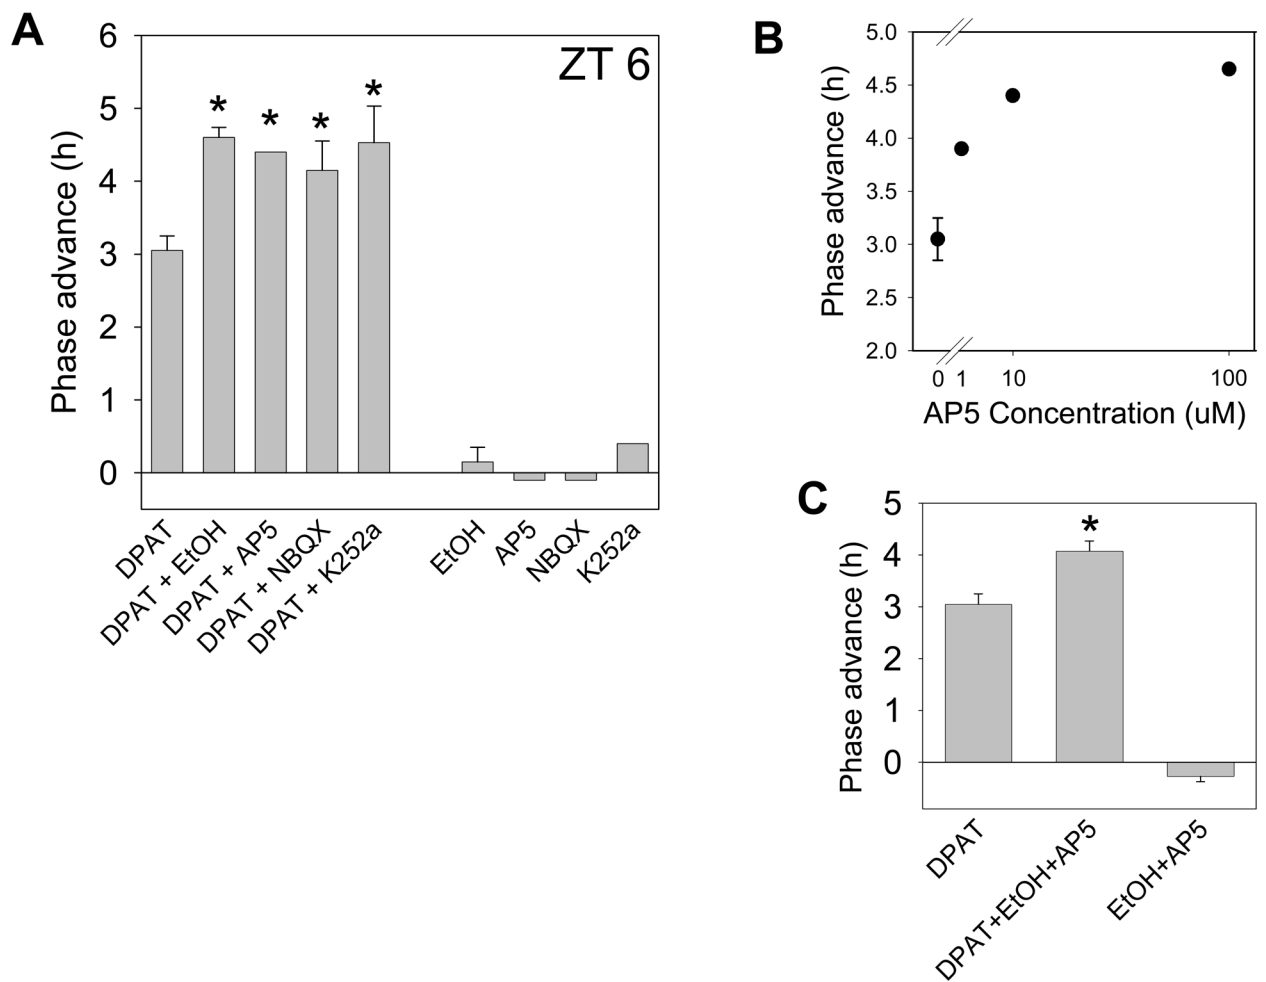 A
ZT 6
Phase advance (h)
6
5
4
3
2
1
0
* * * *
DPAT
DPAT + EtOH
DPAT + AP5
DPAT + NBQX
DPAT + K252a
EtOH
AP5
NBQX
K252a
B
Phase advance (h)
5.0
4.5
4.0
3.5
3.0
2.5
2.0
0 1 10 100
AP5 Concentration (uM)
C
Phase advance (h)
5
4
3
2
1
0
*
DPAT
DPAT+EtOH+AP5
EtOH+AP5